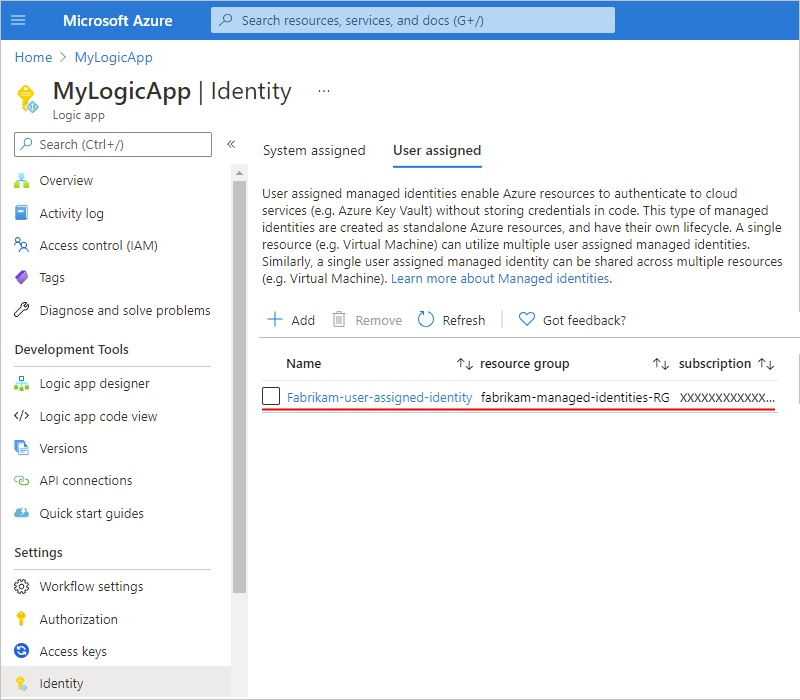 Microsoft Azure
Search resources, services, and docs (G+/)
Home > MyLogicApp
MyLogicApp | Identity ...
Logic app
Search (Ctrl+/) «
Overview
Activity log
Access control (IAM)
Tags
Diagnose and solve problems
Development Tools
Logic app designer
</> Logic app code view
Versions
API connections
Quick start guides
Settings
Workflow settings
Authorization
Access keys
Identity
System assigned User assigned
User assigned managed identities enable Azure resources to authenticate to cloud
services (e.g. Azure Key Vault) without storing credentials in code. This type of managed
identities are created as standalone Azure resources, and have their own lifecycle. A single
resource (e.g. Virtual Machine) can utilize multiple user assigned managed identities.
Similarly, a single user assigned managed identity can be shared across multiple resources
(e.g. Virtual Machine). Learn more about Managed identities.
Add Remove Refresh | Got feedback?
Name ↑↓ resource group ↑↓ subscription ↑↓
Fabrikam-user-assigned-identity fabrikam-managed-identities-RG XXXXXXXXXXXX...